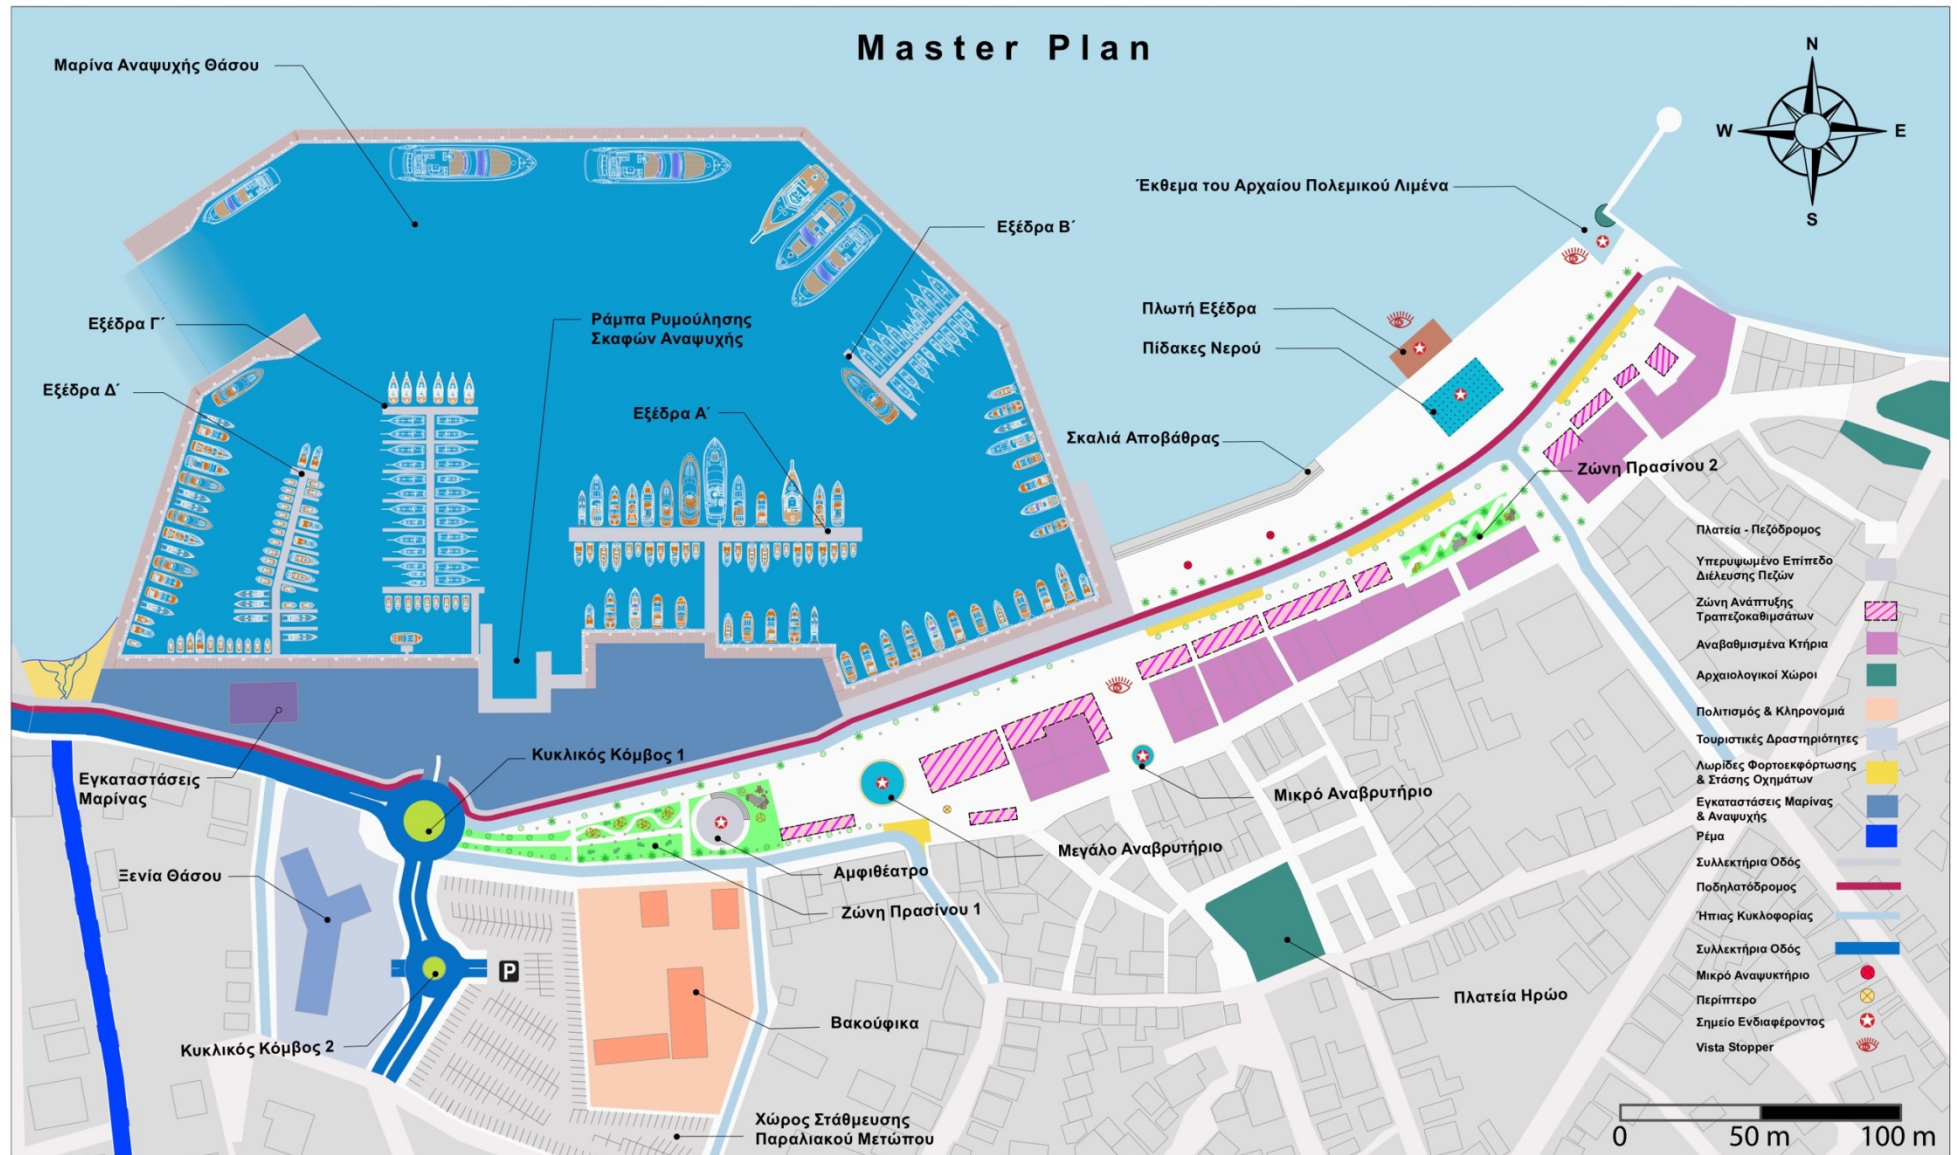 Master Plan
Μαρίνα Αναψυχής Θάσου
N
W
E
S
Έκθεμα του Αρχαίου Πολεμικού Λιμένα
Εξέδρα Β΄
Πλωτή Εξέδρα
Εξέδρα Γ΄
Ράμπα Ρυμούλησης
Σκαφών Αναψυχής
Πίδακες Νερού
Εξέδρα Δ΄
Εξέδρα Α΄
Σκαλιά Αποβάθρας
Ζώνη Πρασίνου 2
Πλατεία - Πεζόδρομος
Υπερυψωμένο Επίπεδο
Διέλευσης Πεζών
Ζώνη Ανάπτυξης
Τραπεζοκαθιμσάτων
Αναβαθμισμένα Κτήρια
Αρχαιολογικοί Χώροι
Πολιτισμός & Κληρονομιά
Τουριστικές Δραστηριότητες
Λωρίδες Φορτοεκφόρτωσης
& Στάσης Οχημάτων
Εγκαταστάσεις Μαρίνας
& Αναψυχής
Ρέμα
Συλλεκτήρια Οδός
Ποδηλατόδρομος
Ήπιας Κυκλοφορίας
Συλλεκτήρια Οδός
Μικρό Αναψυκτήριο
Περίπτερο
Σημείο Ενδιαφέροντος
Vista Stopper
Κυκλικός Κόμβος 1
Εγκαταστάσεις
Μαρίνας
Μικρό Αναβρυτήριο
Μεγάλο Αναβρυτήριο
Ξενία Θάσου
Αμφιθέατρο
Ζώνη Πρασίνου 1
P
Πλατεία Ηρώο
Βακούφικα
Κυκλικός Κόμβος 2
Χώρος Στάθμευσης
Παραλιακού Μετώπου
0 50 m 100 m